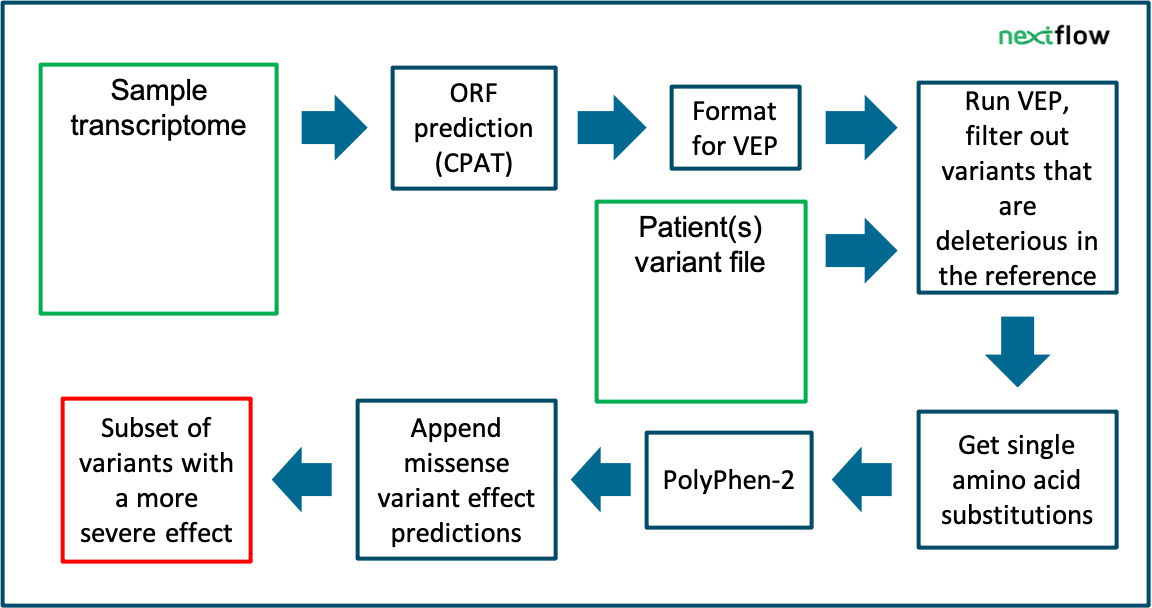 nextflow
Sample
transcriptome
ORF
prediction
(CPAT)
Format
for VEP
Run VEP,
filter out
variants that
are
deleterious in
the reference
Patient(s)
variant file
Get single
amino acid
substitutions
PolyPhen-2
Append
missense
variant effect
predictions
Subset of
variants with
a more
severe effect